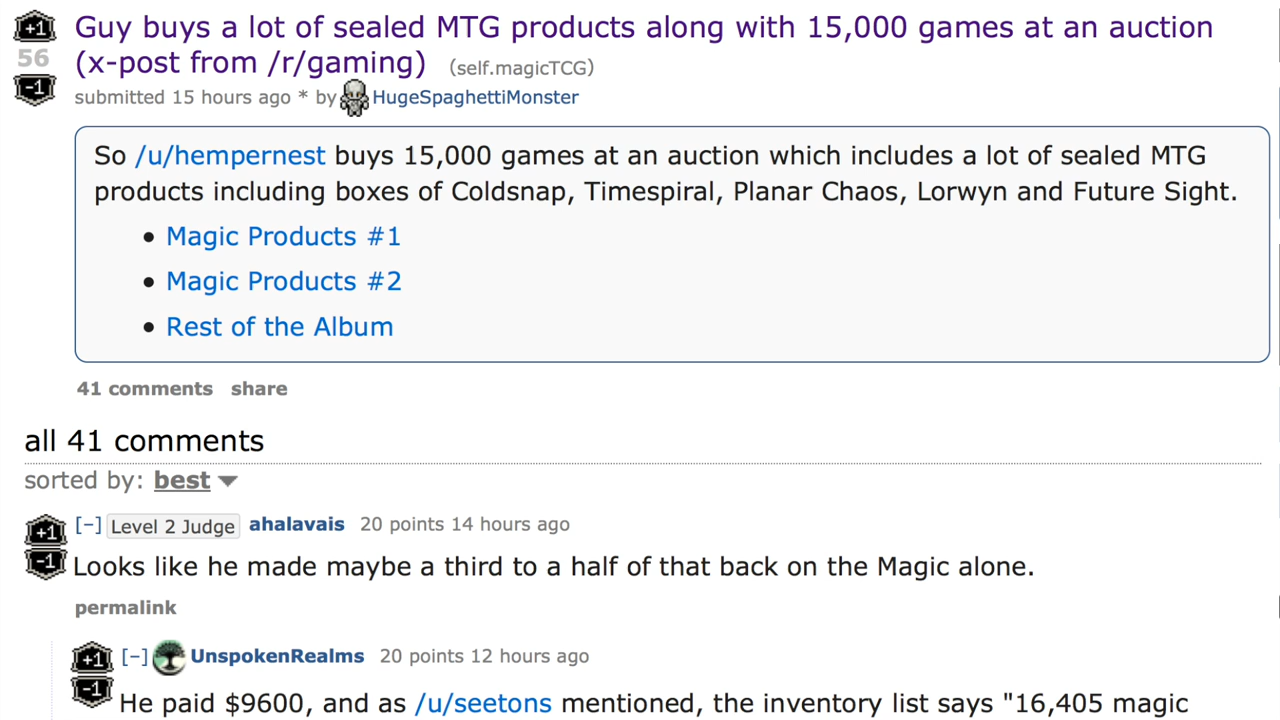 +1
56
-1
Guy buys a lot of sealed MTG products along with 15,000 games at an auction
(x-post from /r/gaming) (self.magicTCG)
submitted 15 hours ago * by HugeSpaghettiMonster
So /u/hempernest buys 15,000 games at an auction which includes a lot of sealed MTG
products including boxes of Coldsnap, Timespiral, Planar Chaos, Lorwyn and Future Sight.
• Magic Products #1
• Magic Products #2
• Rest of the Album
41 comments share
all 41 comments
sorted by: best
+1
-1
[–] Level 2 Judge ahalavais 20 points 14 hours ago
Looks like he made maybe a third to a half of that back on the Magic alone.
permalink
+1
-1
[–] UnspokenRealms 20 points 12 hours ago
He paid $9600, and as /u/seetons mentioned, the inventory list says "16,405 magic